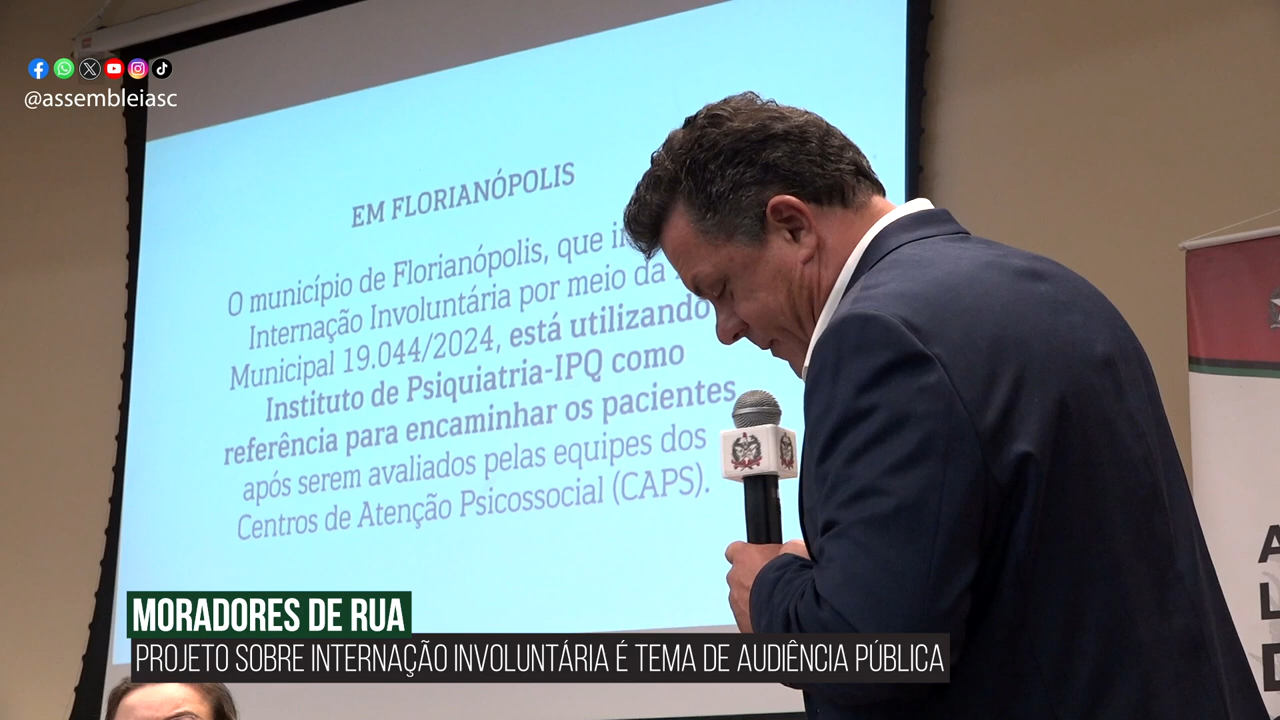 @assembleiasc
EM FLORIANÓPOLIS
O município de Florianópolis, que
Internação Involuntária por meio da
Municipal 19.044/2024, está utilizando
Instituto de Psiquiatria-IPQ como
referência para encaminhar os pacientes
após serem avaliados pelas equipes dos
Centros de Atenção Psicossocial (CAPS).
MORADORES DE RUA
PROJETO SOBRE INTERNAÇÃO INVOLUNTÁRIA É TEMA DE AUDIÊNCIA PÚBLICA